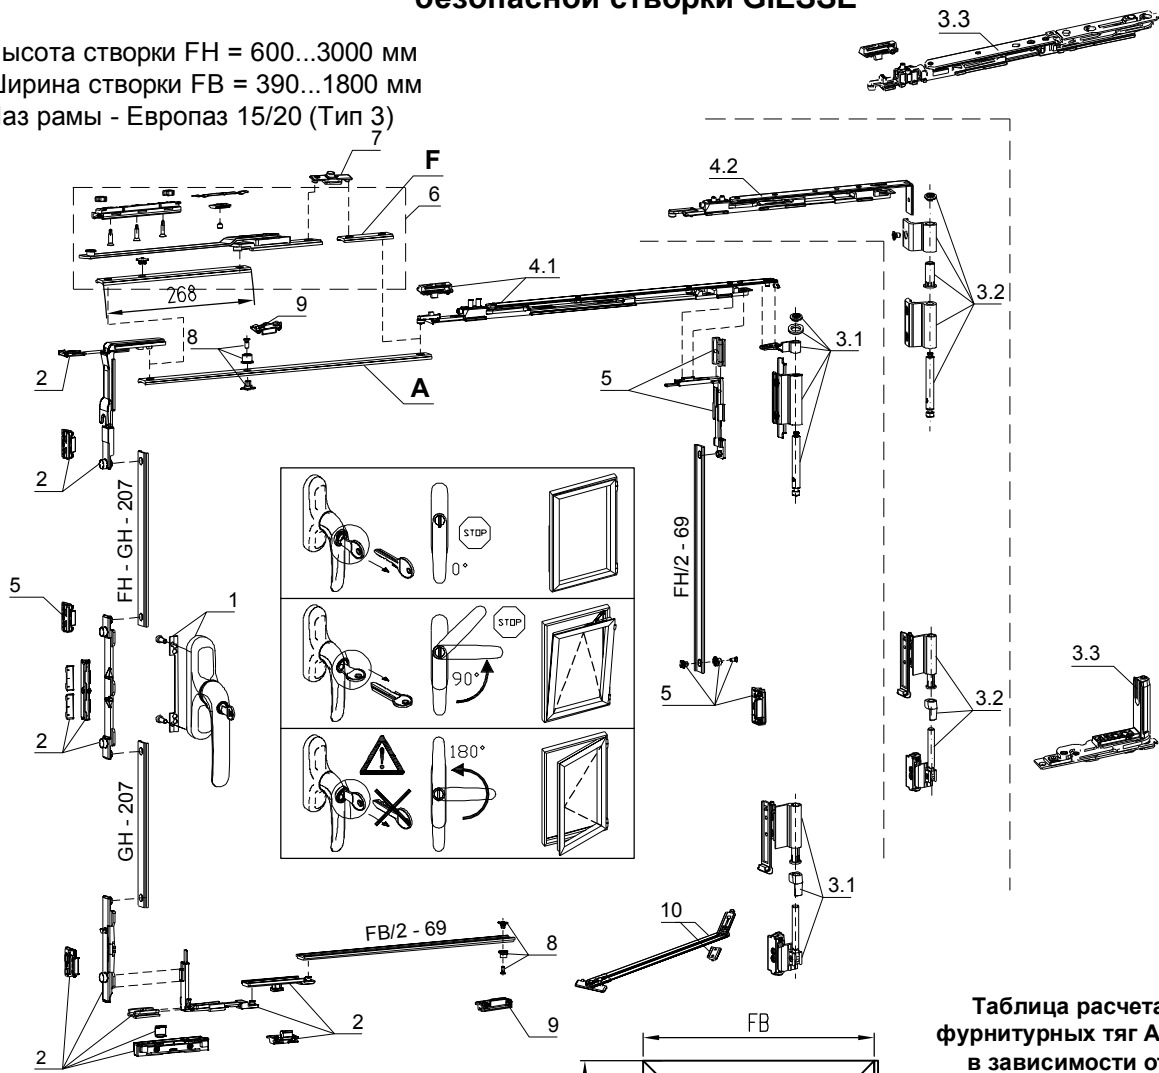 безопасной створки GIESSE
ысота створки FH = 600...3000 мм
ирина створки FB = 390...1800 мм
аз рамы - Европаз 15/20 (Тип 3)
3.3
7
F
6
4.2
3.2
268
9
4.1
8
3.1
2
A
5
2
FH - GH - 207
STOP
0°
FH/2 - 69
5
1
STOP
90°
3.3
5
3.2
2
180°
GH - 207
3.1
10
FB/2 - 69
8
2
9
2
FB
Таблица расчета
фурнитурных тяг А
в зависимости от